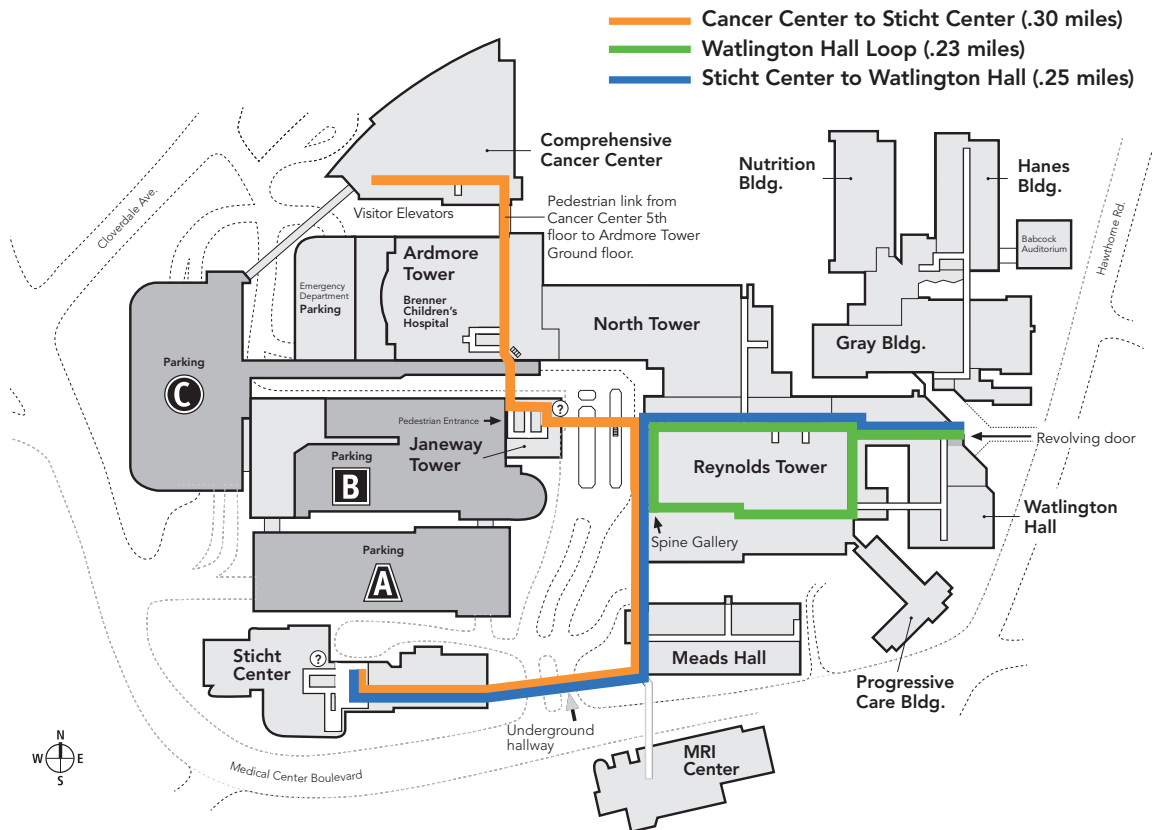 Cancer Center to Sticht Center (.30 miles)
Watlington Hall Loop (.23 miles)
Sticht Center to Watlington Hall (.25 miles)
Comprehensive
Cancer Center
Nutrition
Bldg.
Hanes
Bldg.
Cloverdale Ave.
Visitor Elevators
Pedestrian link from
Cancer Center 5th
floor to Ardmore Tower
Ground floor.
Babcock
Auditorium
Hawthorne Rd.
Ardmore
Tower
Emergency
Department
Parking
Brenner
Children's
Hospital
North Tower
Gray Bldg.
Parking
C
?
Pedestrian Entrance
Janeway
Tower
Revolving door
Parking
B
Reynolds Tower
Watlington
Hall
Spine Gallery
Parking
A
Sticht
Center
?
Meads Hall
Progressive
Care Bldg.
Underground
hallway
MRI
Center
Medical Center Boulevard
N
W E
S